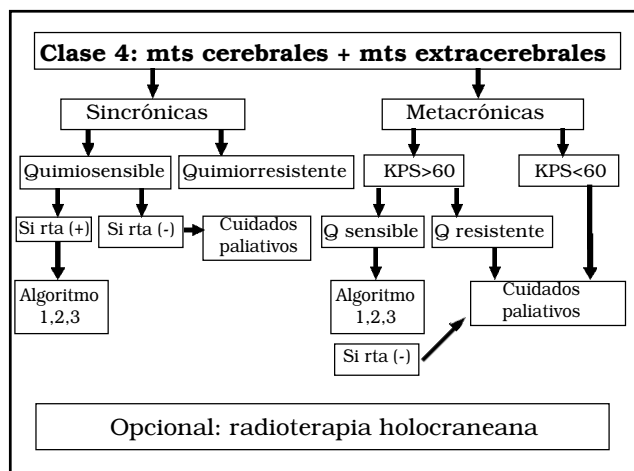 Clase 4: mts cerebrales + mts extracerebrales
Sincrónicas
Metacrónicas
Quimiosensible
Quimiorresistente
KPS>60
KPS<60
Si rta (+)
Si rta (-)
Cuidados
paliativos
Q sensible
Q resistente
Algoritmo
1,2,3
Algoritmo
1,2,3
Cuidados
paliativos
Si rta (-)
Opcional: radioterapia holocraneana